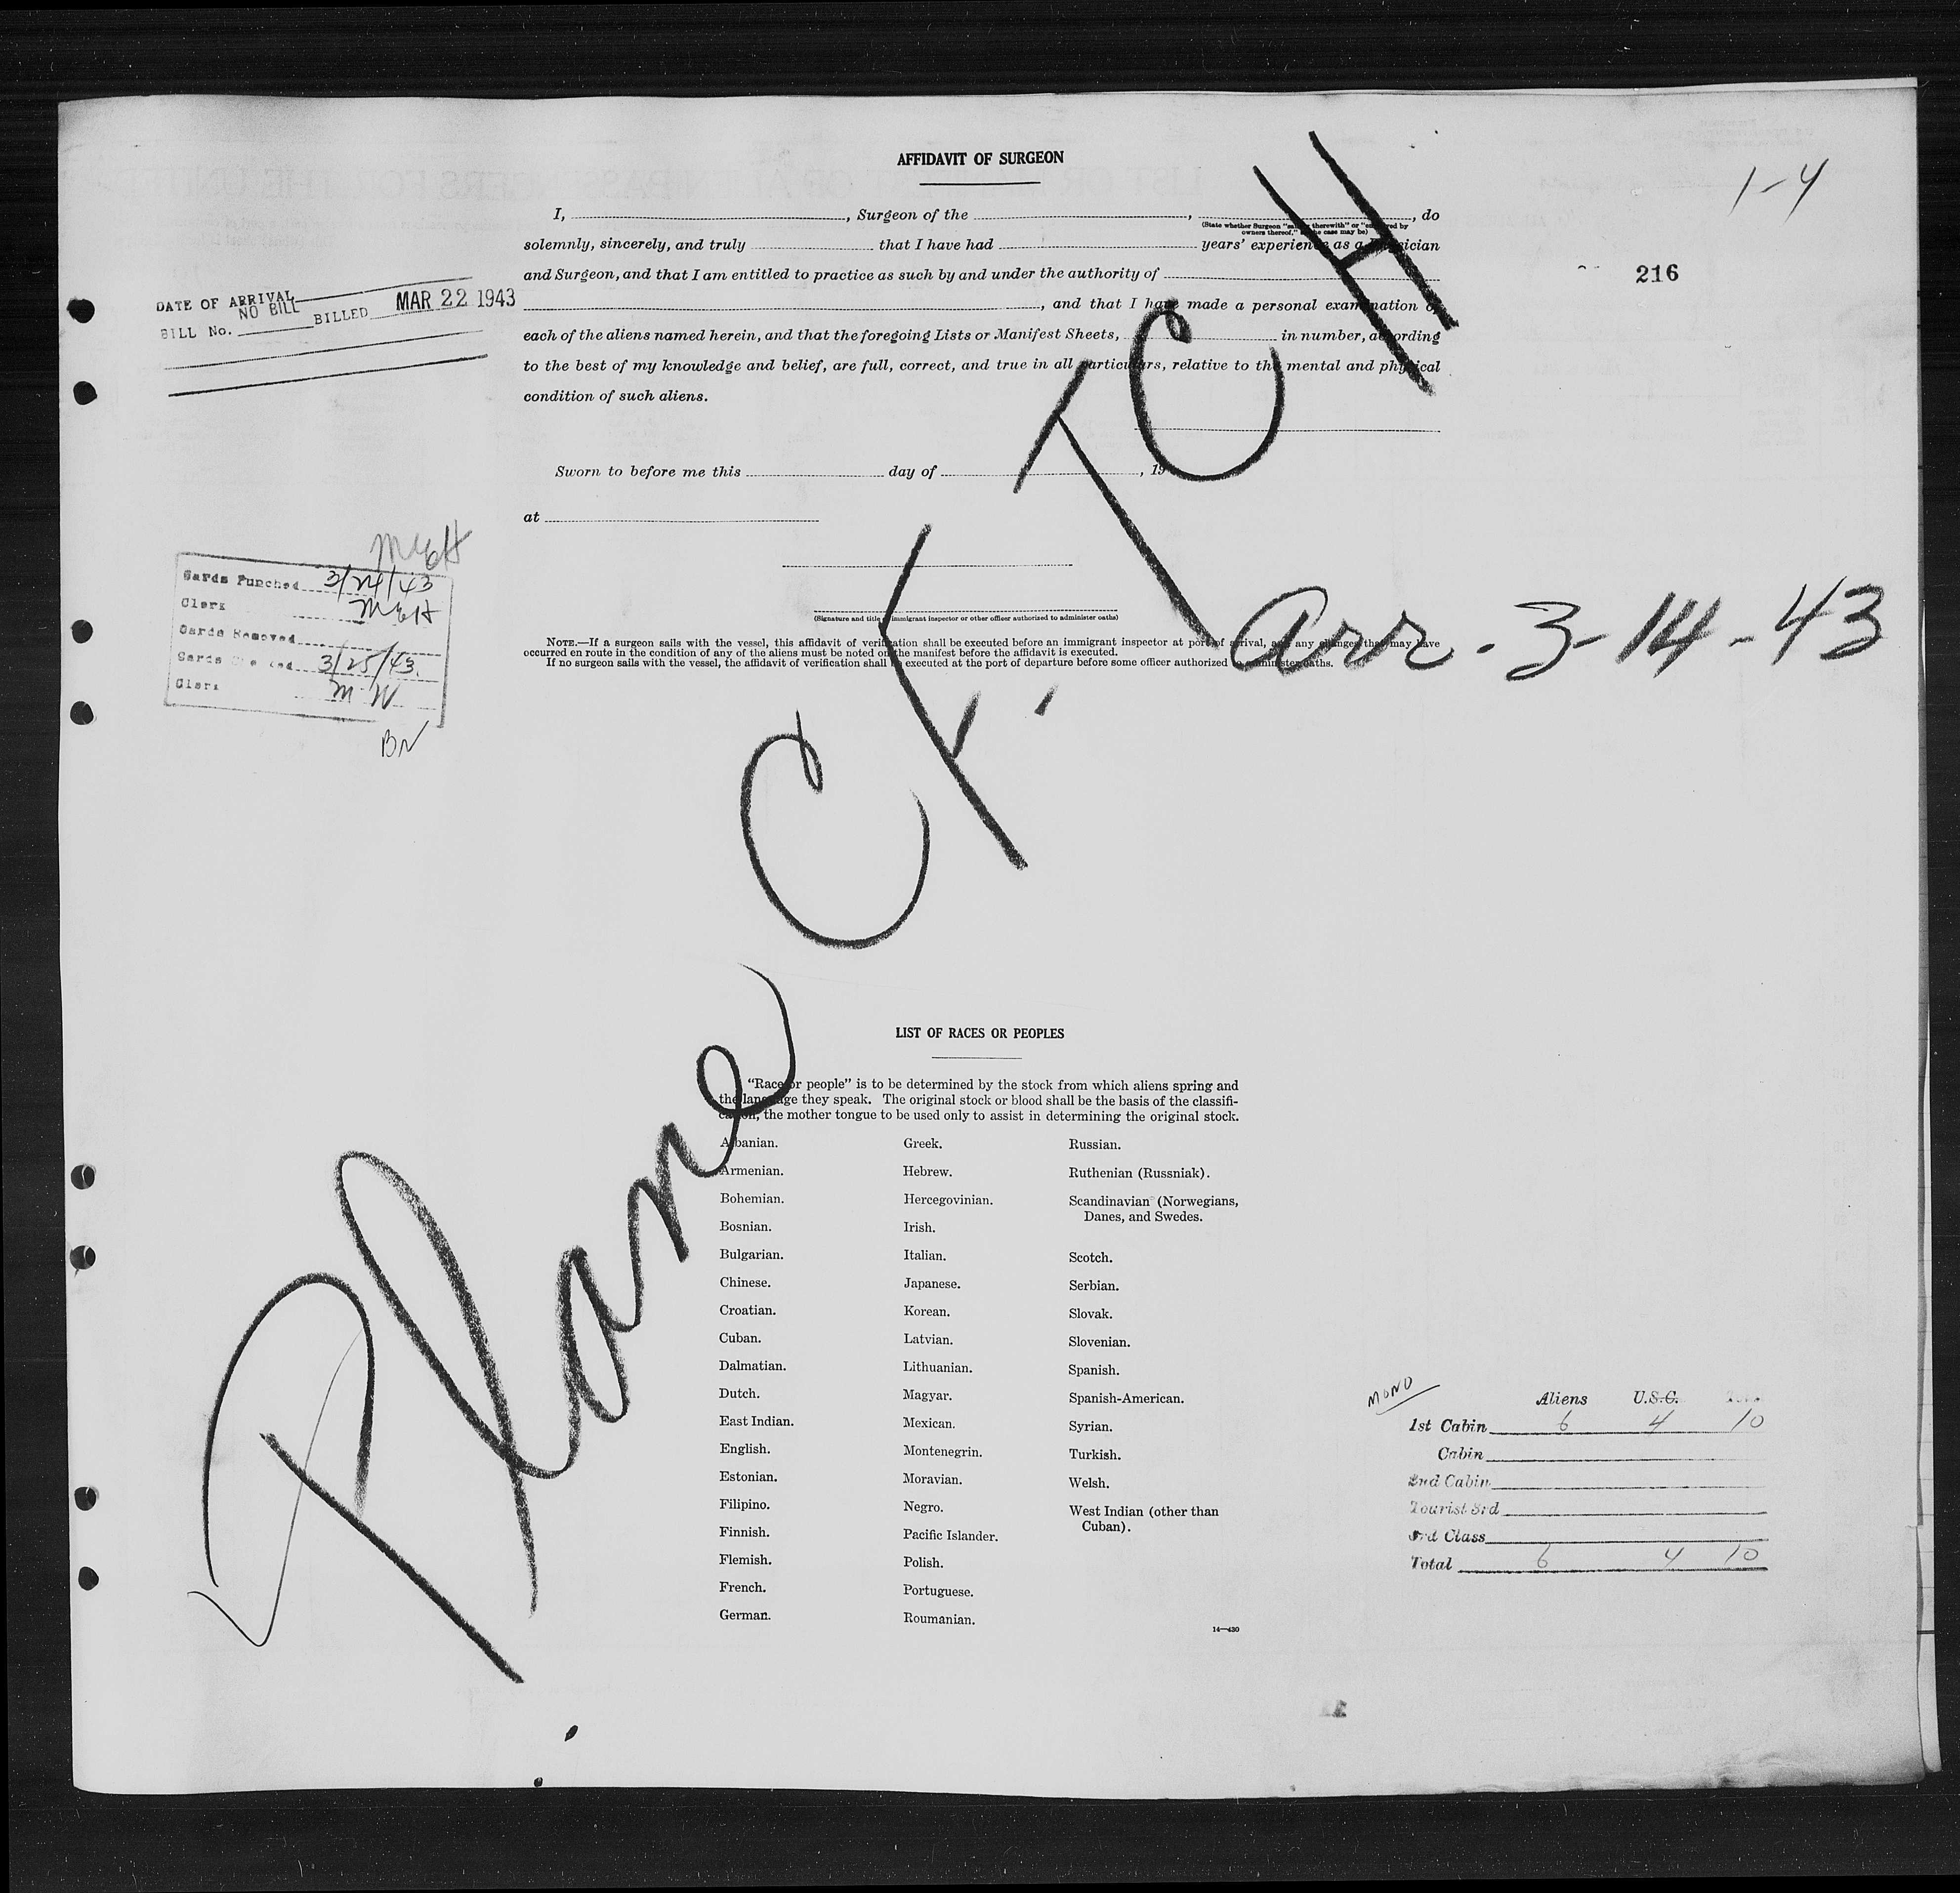 AFFIDAVIT OF SURGEON
1-4
I, , Surgeon of the , , do
(State whether Surgeon "sailing therewith" or "employed by
owners thereof," as the case may be)
solemnly, sincerely, and truly that I have had years' experience as a Physician
and Surgeon, and that I am entitled to practice as such by and under the authority of
216
, and that I have made a personal examination of
each of the aliens named herein, and that the foregoing Lists or Manifest Sheets, in number, according
to the best of my knowledge and belief, are full, correct, and true in all particulars, relative to the mental and physical
condition of such aliens.
DATE OF ARRIVAL
NO BILL
BILL No. BILLED MAR 22 1943
Sworn to before me this day of , 19
at
(Signature and title of immigrant inspector or other officer authorized to administer oaths)
NOTE.—If a surgeon sails with the vessel, this affidavit of verification shall be executed before an immigrant inspector at port of arrival, and any changes that may have
occurred en route in the condition of any of the aliens must be noted on the manifest before the affidavit is executed.
If no surgeon sails with the vessel, the affidavit of verification shall be executed at the port of departure before some officer authorized to administer oaths.
MEH
Cards Punched 3/24/43
Clerk MEH
Cards Removed
Cards Checked 3/25/43.
Clerk M W
BN
Plane CK-TCH
Arr-3-14-43
LIST OF RACES OR PEOPLES
"Race or people" is to be determined by the stock from which aliens spring and
the language they speak. The original stock or blood shall be the basis of the classifi-
cation, the mother tongue to be used only to assist in determining the original stock.
Albanian.
Armenian.
Bohemian.
Bosnian.
Bulgarian.
Chinese.
Croatian.
Cuban.
Dalmatian.
Dutch.
East Indian.
English.
Estonian.
Filipino.
Finnish.
Flemish.
French.
German.
Greek.
Hebrew.
Hercegovinian.
Irish.
Italian.
Japanese.
Korean.
Latvian.
Lithuanian.
Magyar.
Mexican.
Montenegrin.
Moravian.
Negro.
Pacific Islander.
Polish.
Portuguese.
Roumanian.
Russian.
Ruthenian (Russniak).
Scandinavian (Norwegians,
Danes, and Swedes.
Scotch.
Serbian.
Slovak.
Slovenian.
Spanish.
Spanish-American.
Syrian.
Turkish.
Welsh.
West Indian (other than
Cuban).
14—430
MONO
Aliens U.S.C.
1st Cabin 6 4 10
Cabin
2nd Cabin
Tourist 3rd
3rd Class
Total 6 4 10